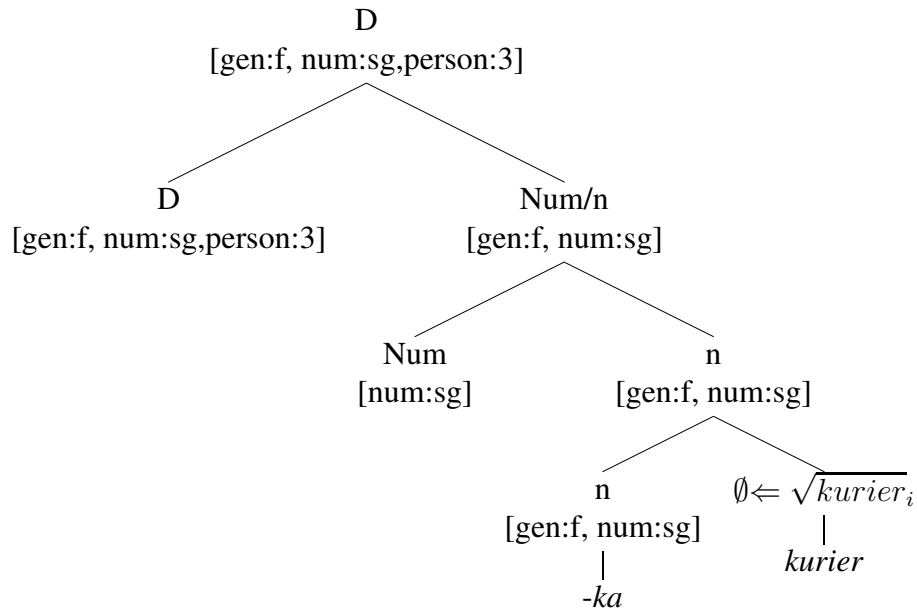 D
[gen:f, num:sg,person:3]
D Num/n
[gen:f, num:sg,person:3] [gen:f, num:sg]
Num n
[num:sg] [gen:f, num:sg]
n ∅⇐ √kurierᵢ
[gen:f, num:sg] kurier
-ka